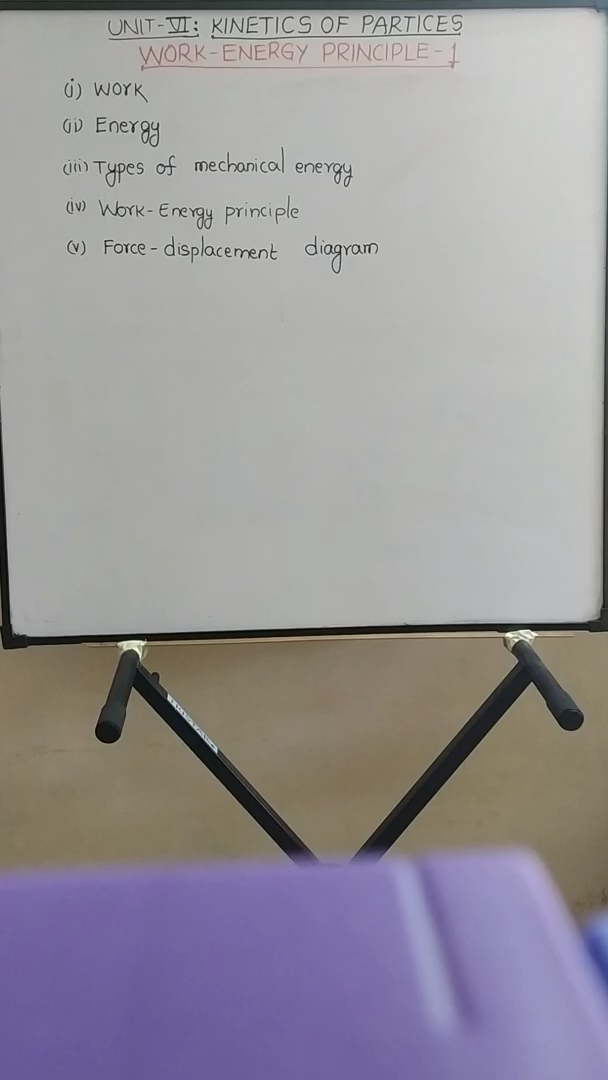 UNIT-VI: KINETICS OF PARTICES
WORK-ENERGY PRINCIPLE-1
(i) Work
(ii) Energy
(iii) Types of mechanical energy
(iv) Work-Energy principle
(v) Force-displacement diagram